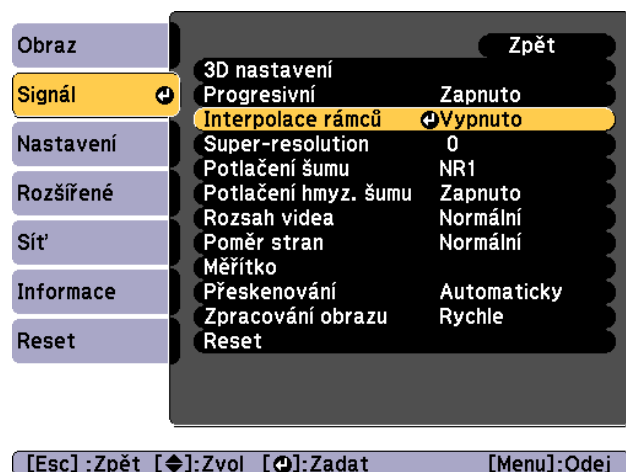 Obraz
Signál
Nastavení
Rozšířené
Síť
Informace
Reset
Zpět
3D nastavení
Progresivní Zapnuto
Interpolace rámců Vypnuto
Super-resolution 0
Potlačení šumu NR1
Potlačení hmyz. šumu Zapnuto
Rozsah videa Normální
Poměr stran Normální
Měřítko
Přeskenování Automaticky
Zpracování obrazu Rychle
Reset
[Esc] :Zpět [◆]:Zvol [↵]:Zadat [Menu]:Odej